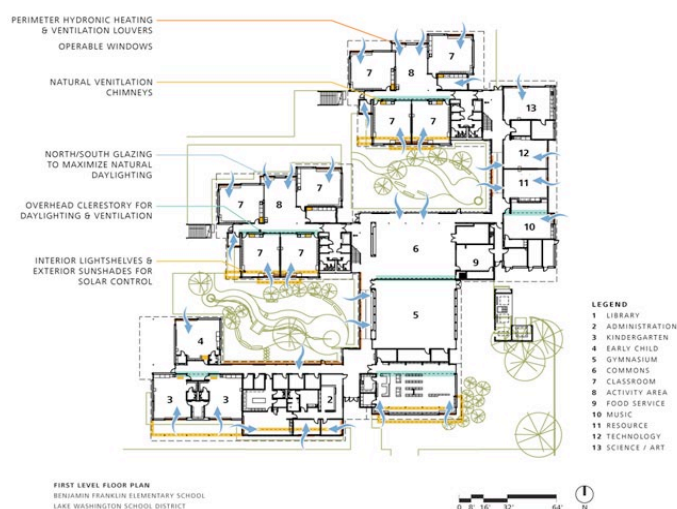 PERIMETER HYDRONIC HEATING
& VENTILATION LOUVERS
OPERABLE WINDOWS
NATURAL VENITLVATION
CHIMNEYS
NORTH/SOUTH GLAZING
TO MAXIMIZE NATURAL
DAYLIGHTING
OVERHEAD CLERESTORY FOR
DAYLIGHTING & VENTILATION
INTERIOR LIGHTSHELVES &
EXTERIOR SUNSHADES FOR
SOLAR CONTROL
7
8
7
13
7
7
12
11
7
8
7
10
6
9
7
7
5
4
3
3
2
1
LEGEND
1 LIBRARY
2 ADMINISTRATION
3 KINDERGARTEN
4 EARLY CHILD
5 GYMNASIUM
6 COMMONS
7 CLASSROOM
8 ACTIVITY AREA
9 FOOD SERVICE
10 MUSIC
11 RESOURCE
12 TECHNOLOGY
13 SCIENCE / ART
FIRST LEVEL FLOOR PLAN
BENJAMIN FRANKLIN ELEMENTARY SCHOOL
LAKE WASHINGTON SCHOOL DISTRICT
0 8' 16' 32' 64'
N